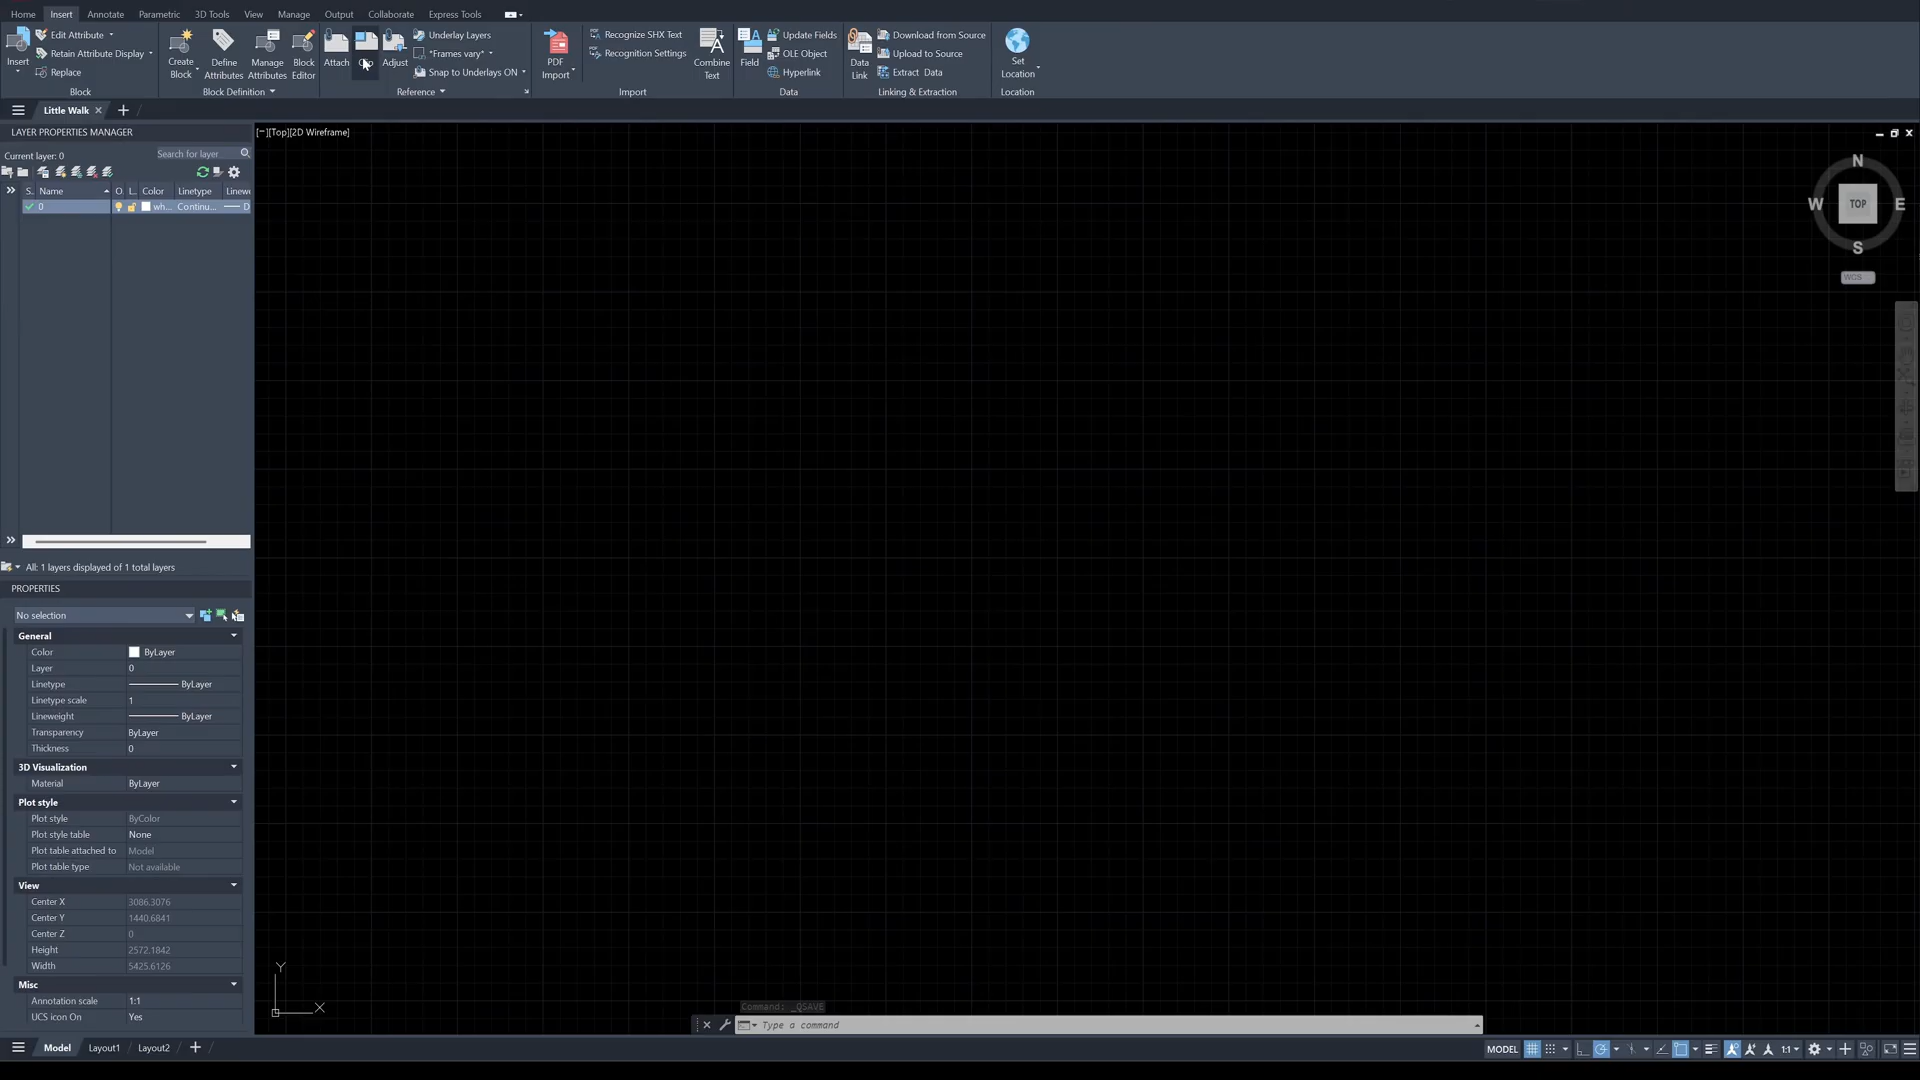 Home Insert Annotate Parametric 3D Tools View Manage Output Collaborate Express Tools
Insert
Edit Attribute
Retain Attribute Display
Replace
Block
Create Block
Define Attributes
Manage Attributes
Block Editor
Block Definition
Attach
Clip
Adjust
Underlay Layers
*Frames vary*
Snap to Underlays ON
Reference
PDF Import
Recognize SHX Text
Recognition Settings
Combine Text
Import
Field
Update Fields
OLE Object
Hyperlink
Data
Data Link
Download from Source
Upload to Source
Extract Data
Linking & Extraction
Set Location
Location
Little Walk
LAYER PROPERTIES MANAGER
Current layer: 0
Search for layer
S. Name O. L. Color Linetype Linew
0 wh... Continu... D
All: 1 layers displayed of 1 total layers
PROPERTIES
No selection
General
Color ByLayer
Layer 0
Linetype ByLayer
Linetype scale 1
Lineweight ByLayer
Transparency ByLayer
Thickness 0
3D Visualization
Material ByLayer
Plot style
Plot style ByColor
Plot style table None
Plot table attached to Model
Plot table type Not available
View
Center X 3086.3076
Center Y 1440.6841
Center Z 0
Height 2572.1842
Width 5425.6126
Misc
Annotation scale 1:1
UCS icon On Yes
[−][Top][2D Wireframe]
N
W TOP E
S
WCS
Y
X
Command: _QSAVE
Type a command
Model Layout1 Layout2
MODEL 1:1